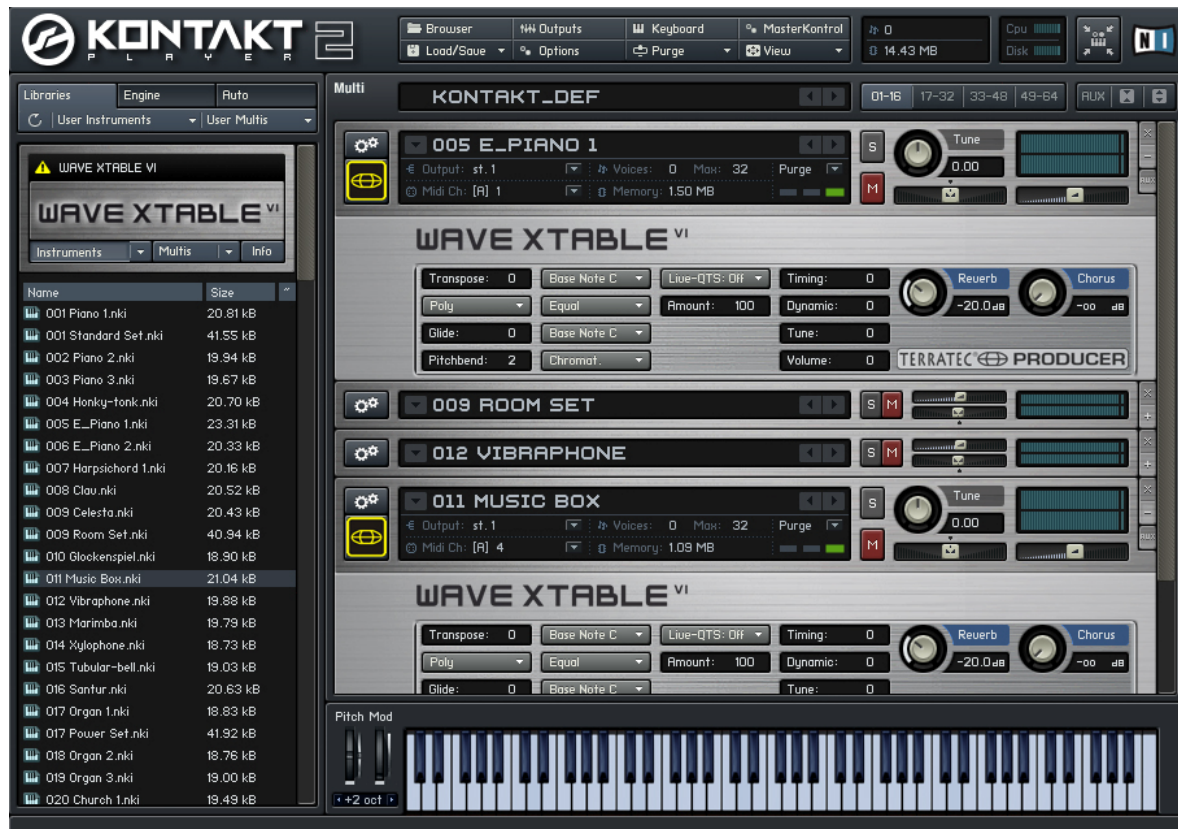 KONTAKT 2
PLAYER
Browser Outputs Keyboard MasterKontrol
Load/Save Options Purge View
0
14.43 MB
Cpu
Disk
NI
Libraries Engine Auto
User Instruments User Multis
WAVE XTABLE VI
WAVE XTABLE VI
Instruments Multis Info
Name Size
001 Piano 1.nki 20.81 kB
001 Standard Set.nki 41.55 kB
002 Piano 2.nki 19.94 kB
003 Piano 3.nki 19.67 kB
004 Honky-tonk.nki 20.70 kB
005 E_Piano 1.nki 23.31 kB
006 E_Piano 2.nki 20.33 kB
007 Harpsichord 1.nki 20.16 kB
008 Clav.nki 20.52 kB
009 Celesta.nki 20.43 kB
009 Room Set.nki 40.94 kB
010 Glockenspiel.nki 18.90 kB
011 Music Box.nki 21.04 kB
012 Vibraphone.nki 19.88 kB
013 Marimba.nki 19.79 kB
014 Xylophone.nki 18.73 kB
015 Tubular-bell.nki 19.03 kB
016 Santur.nki 20.63 kB
017 Organ 1.nki 18.83 kB
017 Power Set.nki 41.92 kB
018 Organ 2.nki 18.76 kB
019 Organ 3.nki 19.00 kB
020 Church 1.nki 19.49 kB
Multi
KONTAKT_DEF
01-16 17-32 33-48 49-64 AUX
005 E_PIANO 1
S
M
Tune
0.00
AUX
Output: st.1 Voices: 0 Max: 32 Purge
Midi Ch: [A] 1 Memory: 1.50 MB
WAVE XTABLE VI
Transpose: 0 Base Note C Live-QTS: Off Timing: 0 Reverb Chorus
Poly Equal Amount: 100 Dynamic: 0 -20.0 dB -oo dB
Glide: 0 Base Note C Tune: 0
Pitchbend: 2 Chromat. Volume: 0 TERRATEC PRODUCER
009 ROOM SET S M
012 VIBRAPHONE S M
011 MUSIC BOX
S
M
Tune
0.00
AUX
Output: st.1 Voices: 0 Max: 32 Purge
Midi Ch: [A] 4 Memory: 1.09 MB
WAVE XTABLE VI
Transpose: 0 Base Note C Live-QTS: Off Timing: 0 Reverb Chorus
Poly Equal Amount: 100 Dynamic: 0 -20.0 dB -oo dB
Glide: 0 Base Note C Tune: 0
Pitch Mod
+2 oct